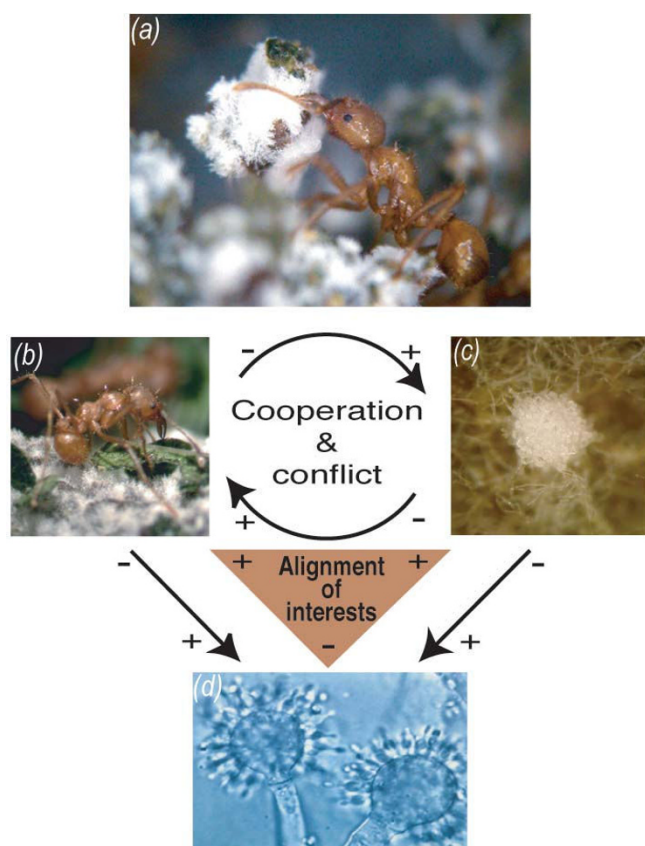 (a)
(b)
- +
(c)
Cooperation
&
conflict
+ -
- + Alignment + -
of
interests
+ - +
(d)